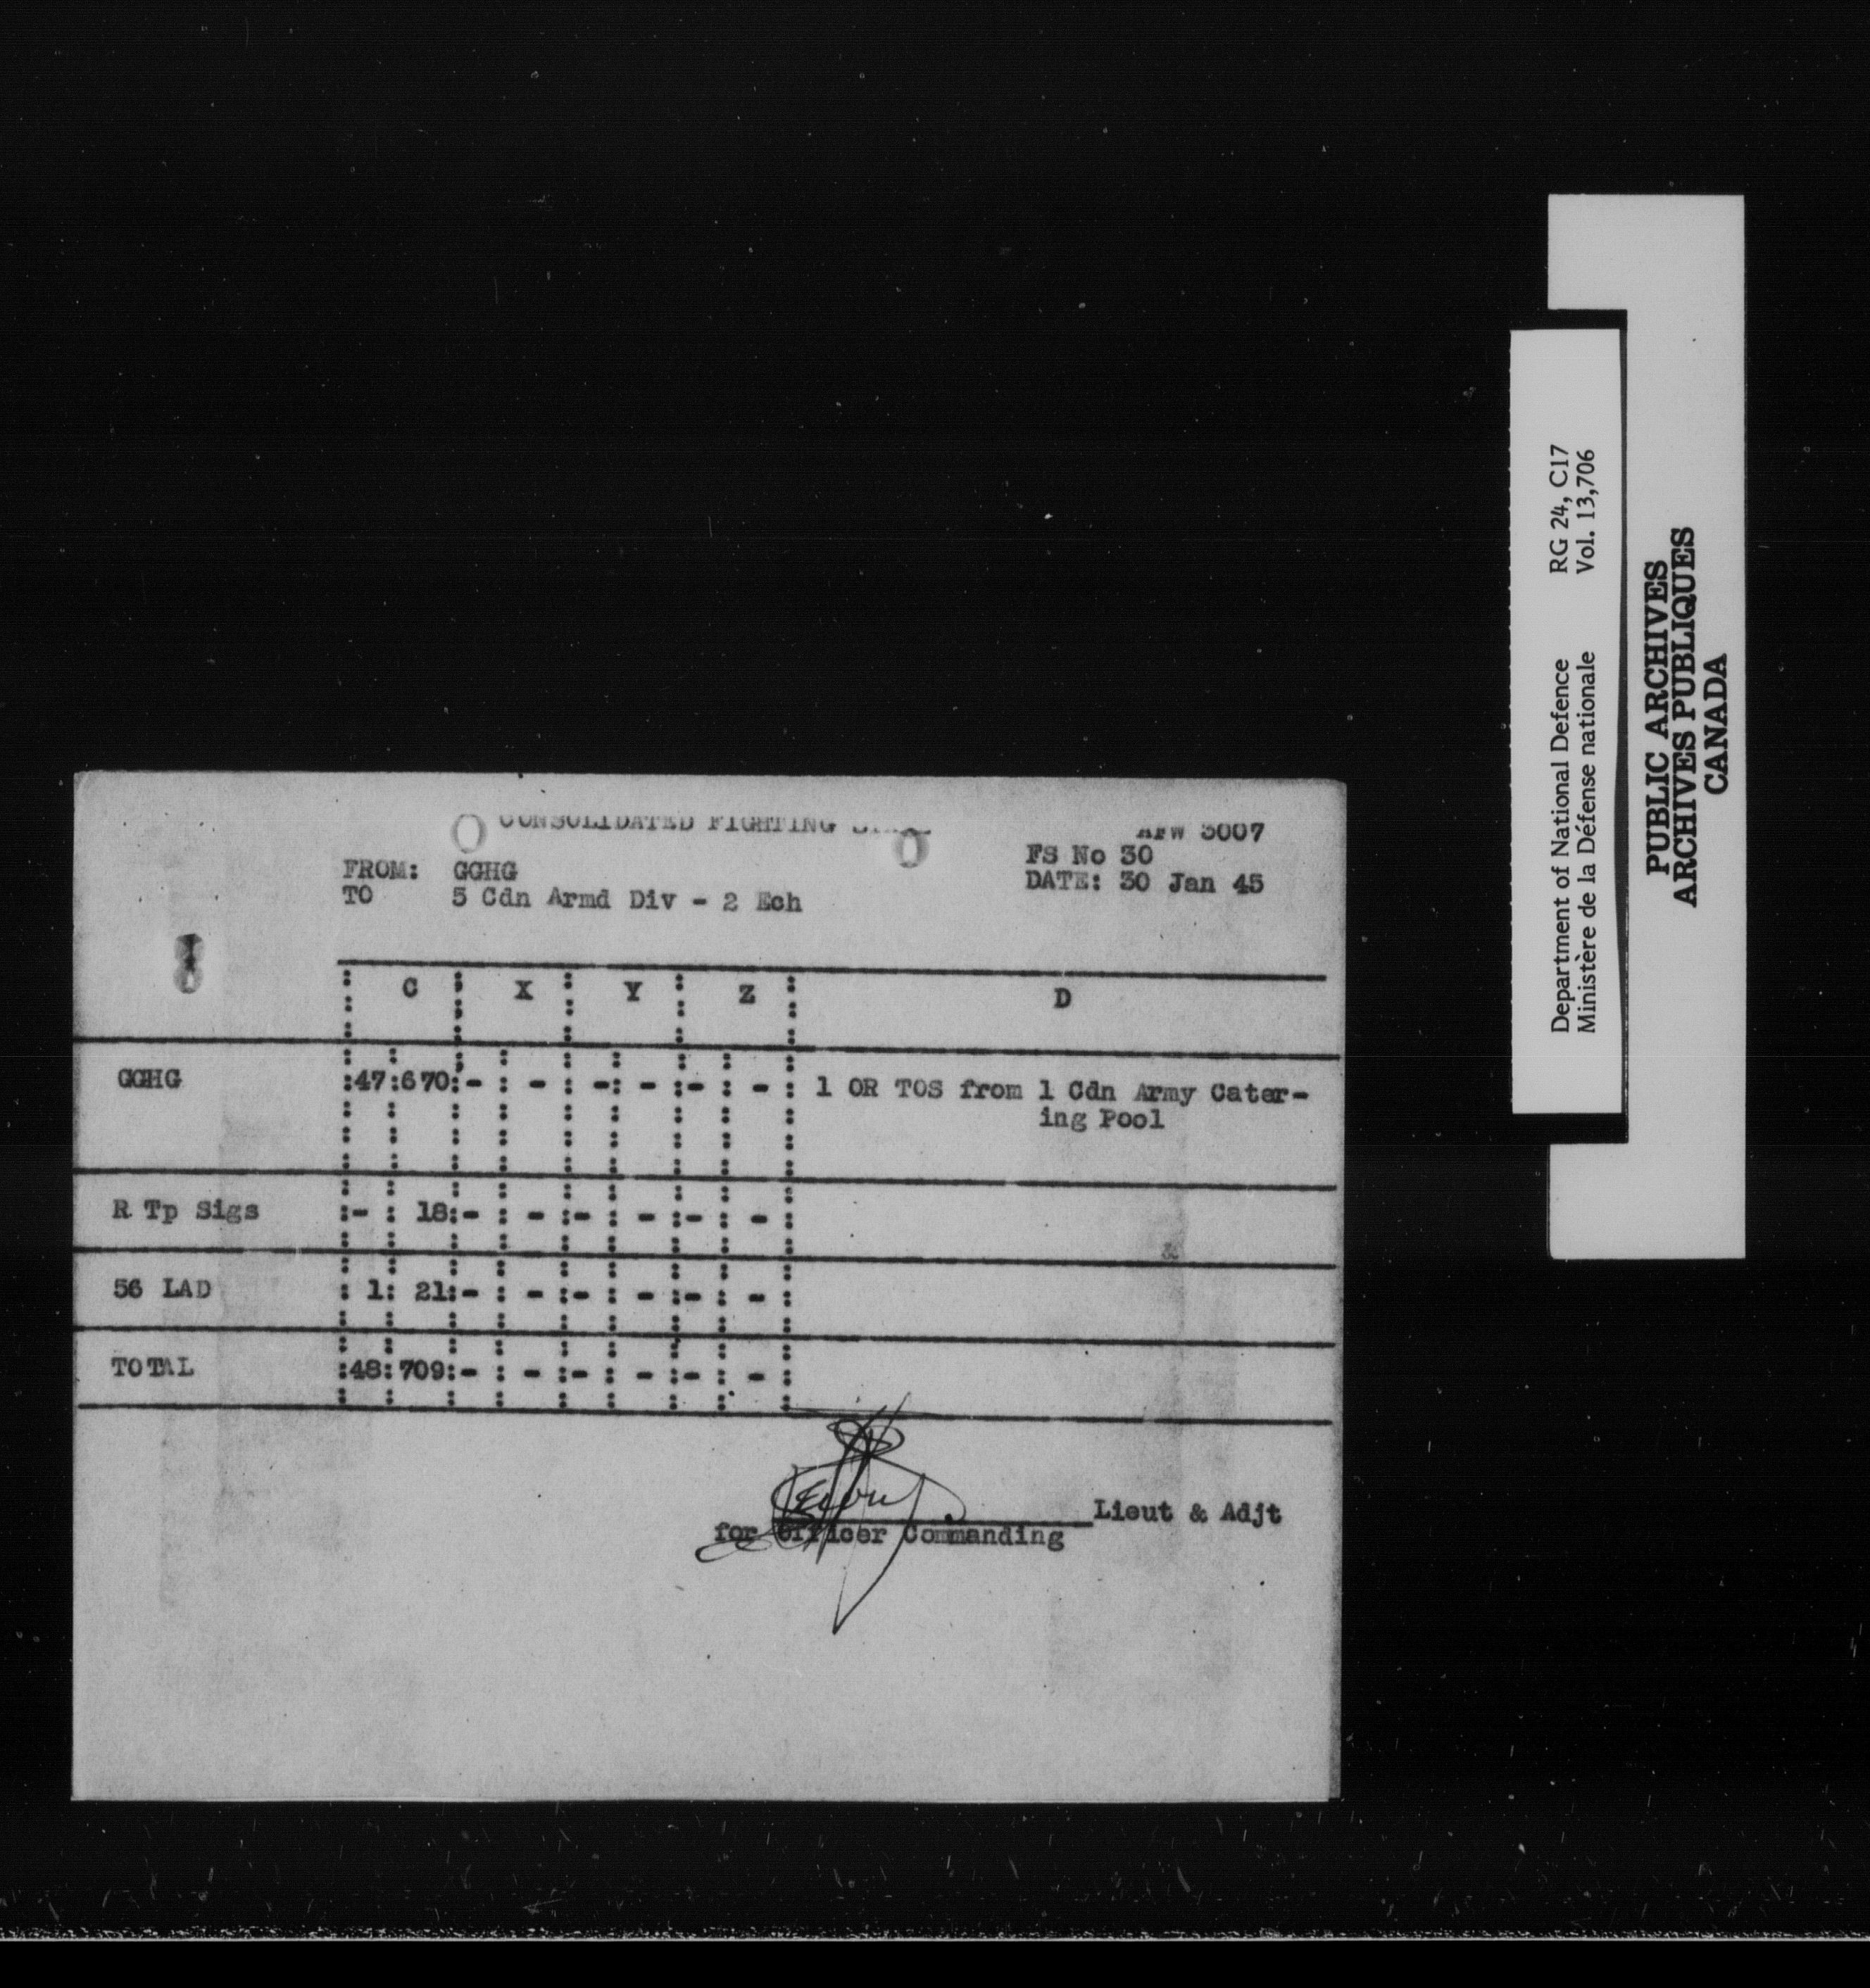 CONSOLIDATED FIGHTING
AFW 3007
FS No 30
FROM: GGHG
DATE: 30 Jan 45
TO 5 Cdn Armd Div - 2 Ech
C X Y Z D
GGHG :47:670:- : - : -: - :- : - : 1 OR TOS from 1 Cdn Army Cater-
ing Pool
R Tp Sigs :- : 18:- : - :- : - :- : - :
56 LAD : 1: 21:- : - :- : - :- : - :
TOTAL :48:709:- : - :- : - :- : - :
Lieut & Adjt
for Officer Commanding
Department of National Defence RG 24, C17
Ministère de la Défense nationale Vol. 13,706
PUBLIC ARCHIVES
ARCHIVES PUBLIQUES
CANADA